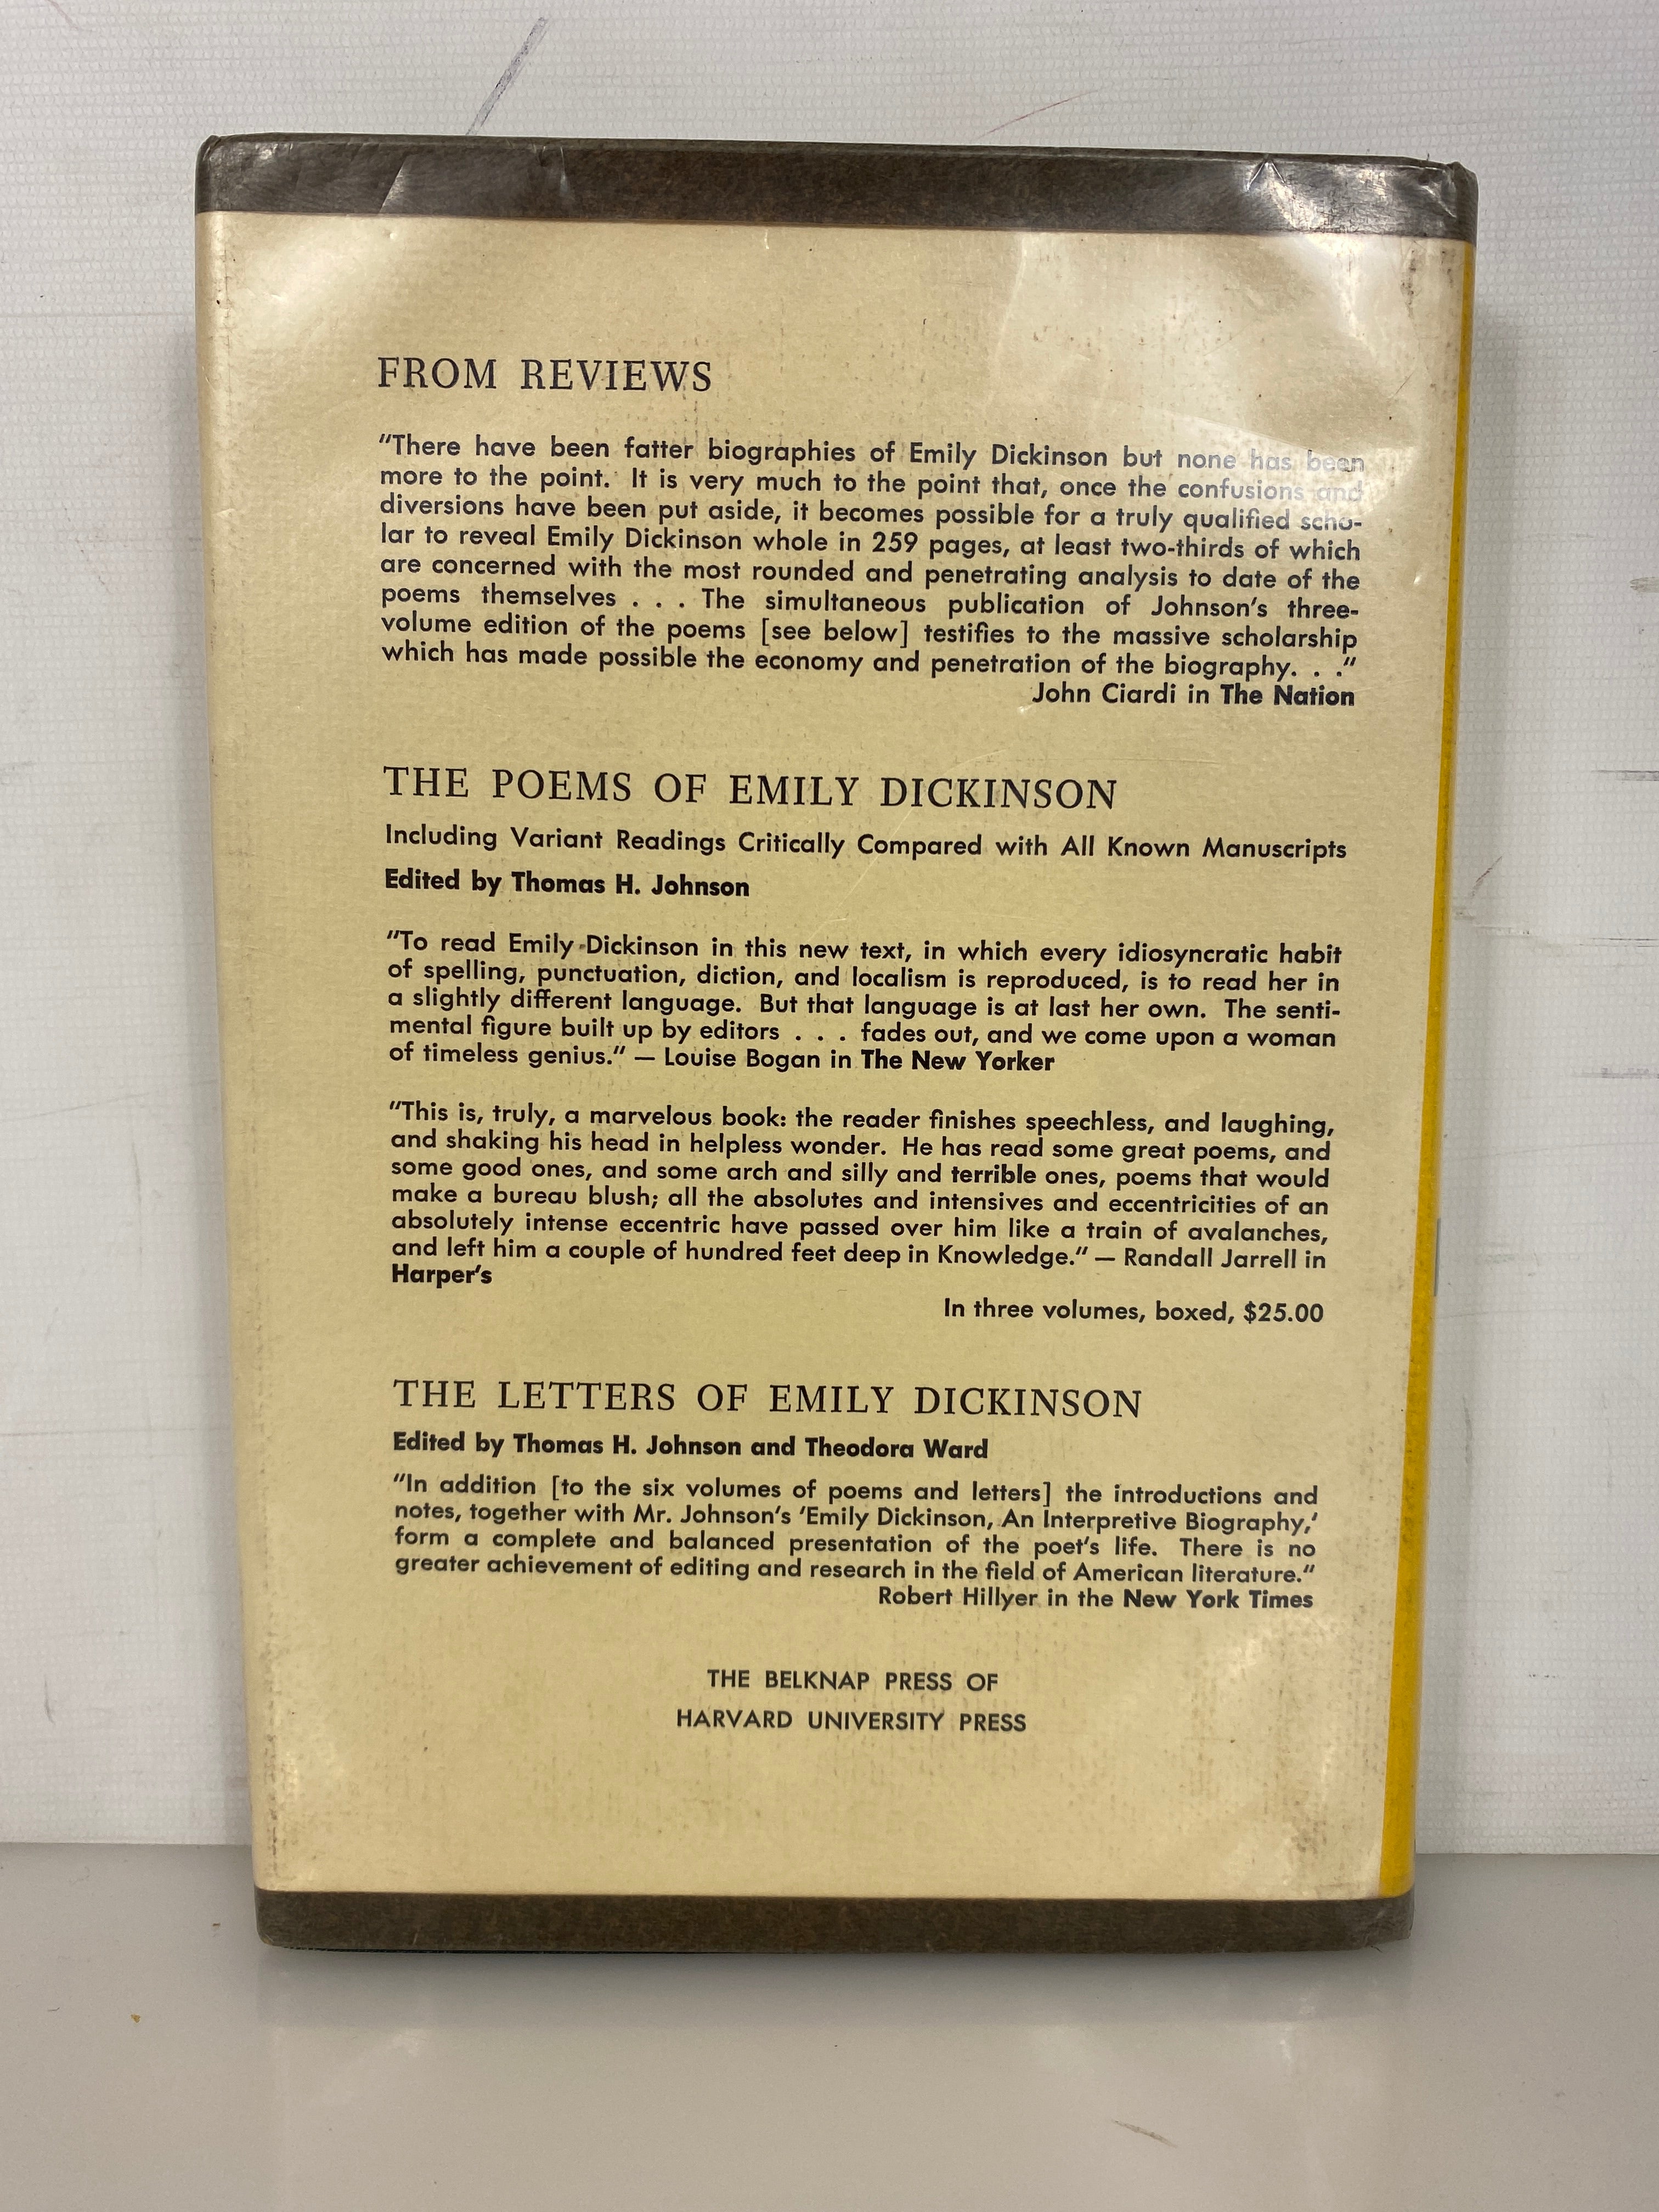 FROM REVIEWS
"There have been fatter biographies of Emily Dickinson but none has been
more to the point. It is very much to the point that, once the confusions and
diversions have been put aside, it becomes possible for a truly qualified scho-
lar to reveal Emily Dickinson whole in 259 pages, at least two-thirds of which
are concerned with the most rounded and penetrating analysis to date of the
poems themselves . . . The simultaneous publication of Johnson's three-
volume edition of the poems [see below] testifies to the massive scholarship
which has made possible the economy and penetration of the biography. . ."
John Ciardi in The Nation
THE POEMS OF EMILY DICKINSON
Including Variant Readings Critically Compared with All Known Manuscripts
Edited by Thomas H. Johnson
"To read Emily Dickinson in this new text, in which every idiosyncratic habit
of spelling, punctuation, diction, and localism is reproduced, is to read her in
a slightly different language. But that language is at last her own. The senti-
mental figure built up by editors . . . fades out, and we come upon a woman
of timeless genius." — Louise Bogan in The New Yorker
"This is, truly, a marvelous book: the reader finishes speechless, and laughing,
and shaking his head in helpless wonder. He has read some great poems, and
some good ones, and some arch and silly and terrible ones, poems that would
make a bureau blush; all the absolutes and intensives and eccentricities of an
absolutely intense eccentric have passed over him like a train of avalanches,
and left him a couple of hundred feet deep in Knowledge." — Randall Jarrell in
Harper's
In three volumes, boxed, $25.00
THE LETTERS OF EMILY DICKINSON
Edited by Thomas H. Johnson and Theodora Ward
"In addition [to the six volumes of poems and letters] the introductions and
notes, together with Mr. Johnson's 'Emily Dickinson, An Interpretive Biography,'
form a complete and balanced presentation of the poet's life. There is no
greater achievement of editing and research in the field of American literature."
Robert Hillyer in the New York Times
THE BELKNAP PRESS OF
HARVARD UNIVERSITY PRESS